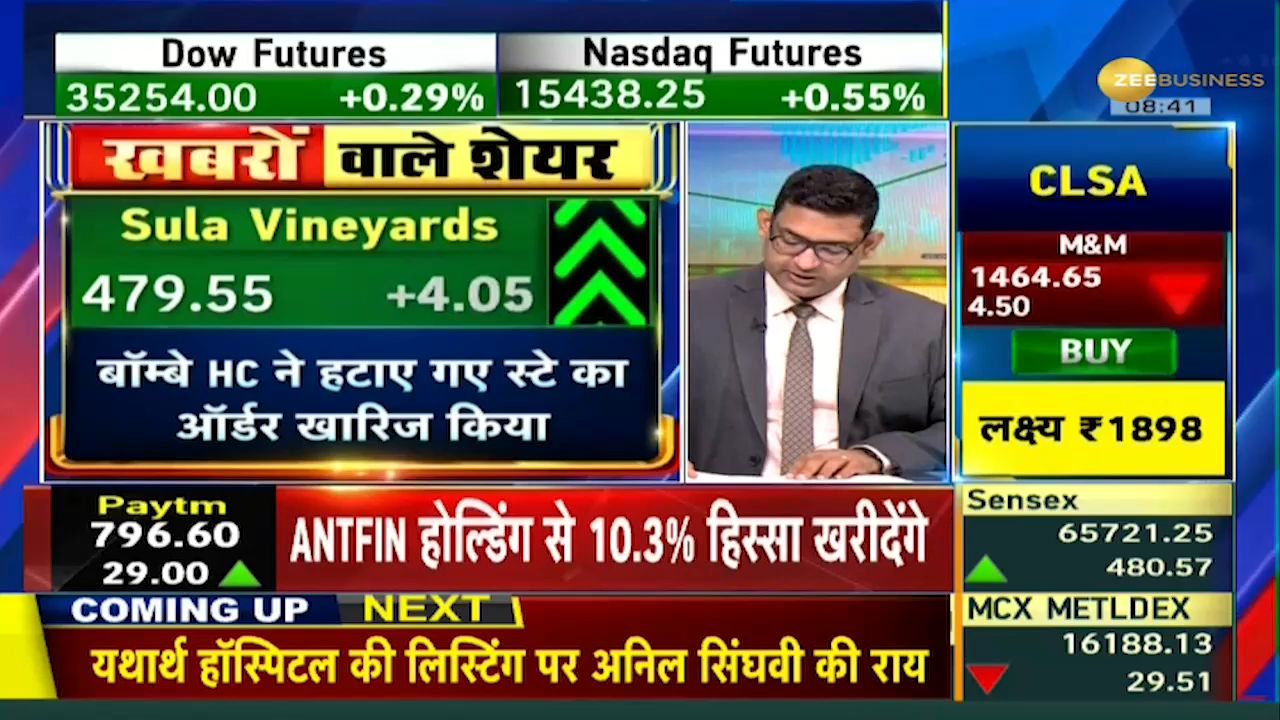 Dow Futures
35254.00 +0.29%
Nasdaq Futures
15438.25 +0.55%
ZEEBUSINESS
08:41
खबरों वाले शेयर
Sula Vineyards
479.55 +4.05
बॉम्बे HC ने हटाए गए स्टे का
ऑर्डर खारिज किया
CLSA
M&M
1464.65
4.50
BUY
लक्ष्य ₹1898
Paytm
796.60
29.00
ANTFIN होल्डिंग से 10.3% हिस्सा खरीदेंगे
Sensex
65721.25
480.57
COMING UP NEXT
यथार्थ हॉस्पिटल की लिस्टिंग पर अनिल सिंघवी की राय
MCX METLDEX
16188.13
29.51